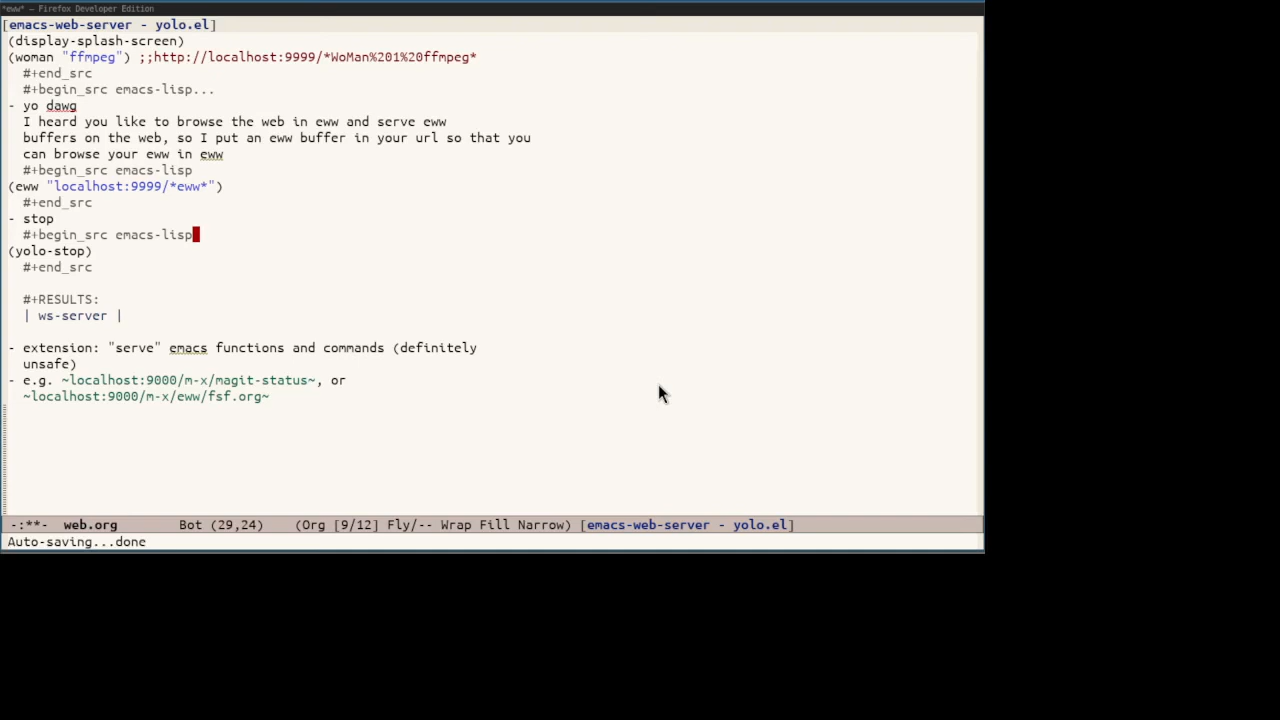 *eww* — Firefox Developer Edition
[emacs-web-server - yolo.el]
(display-splash-screen)
(woman "ffmpeg") ;;http://localhost:9999/*WoMan%201%20ffmpeg*
#+end_src
#+begin_src emacs-lisp...
- yo dawg
I heard you like to browse the web in eww and serve eww
buffers on the web, so I put an eww buffer in your url so that you
can browse your eww in eww
#+begin_src emacs-lisp
(eww "localhost:9999/*eww*")
#+end_src
- stop
#+begin_src emacs-lisp
(yolo-stop)
#+end_src
#+RESULTS:
| ws-server |
- extension: "serve" emacs functions and commands (definitely
unsafe)
- e.g. ~localhost:9000/m-x/magit-status~, or
~localhost:9000/m-x/eww/fsf.org~
-:**-  web.org        Bot (29,24)    (Org [9/12] Fly/-- Wrap Fill Narrow) [emacs-web-server - yolo.el]
Auto-saving...done